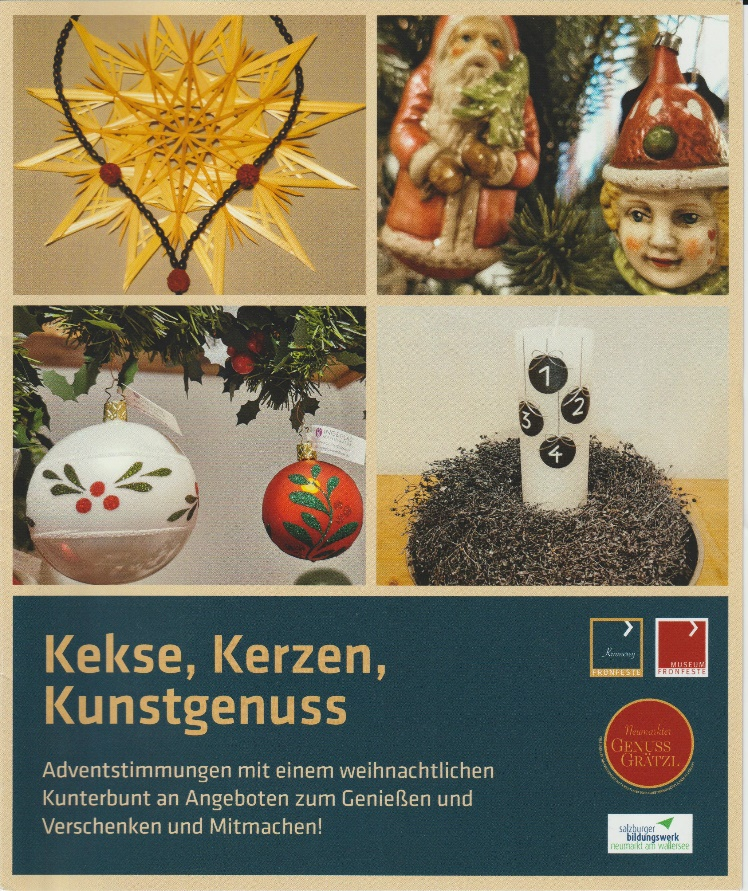 1
2
3
4
Kekse, Kerzen,
Kunstgenuss
Adventstimmungen mit einem weihnachtlichen
Kunterbunt an Angeboten zum Genießen und
Verschenken und Mitmachen!
FRONFESTE
MUSEUM
FRONFESTE
Neumarkter
GENUSS
GRÄTZL
salzburger
bildungswerk
neumarkt am wallersee